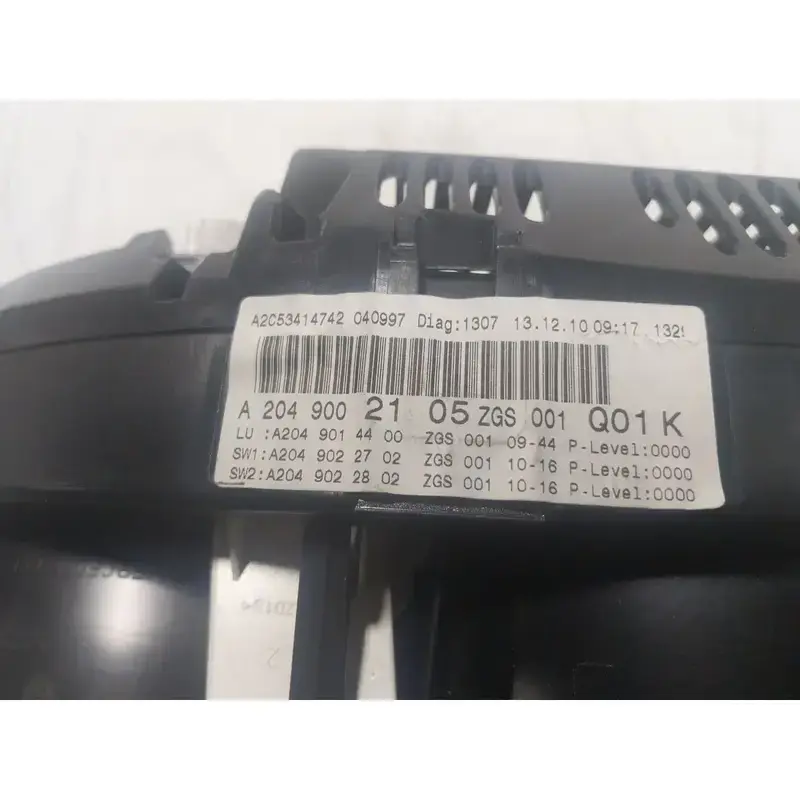 A2C53414742 040997 Diag:1307 13.12.10 09:17 1329
A 204 900 21 05 ZGS 001 Q01 K
LU :A204 901 44 00 ZGS 001 09-44 P-Level:0000
SW1:A204 902 27 02 ZGS 001 10-16 P-Level:0000
SW2:A204 902 28 02 ZGS 001 10-16 P-Level:0000